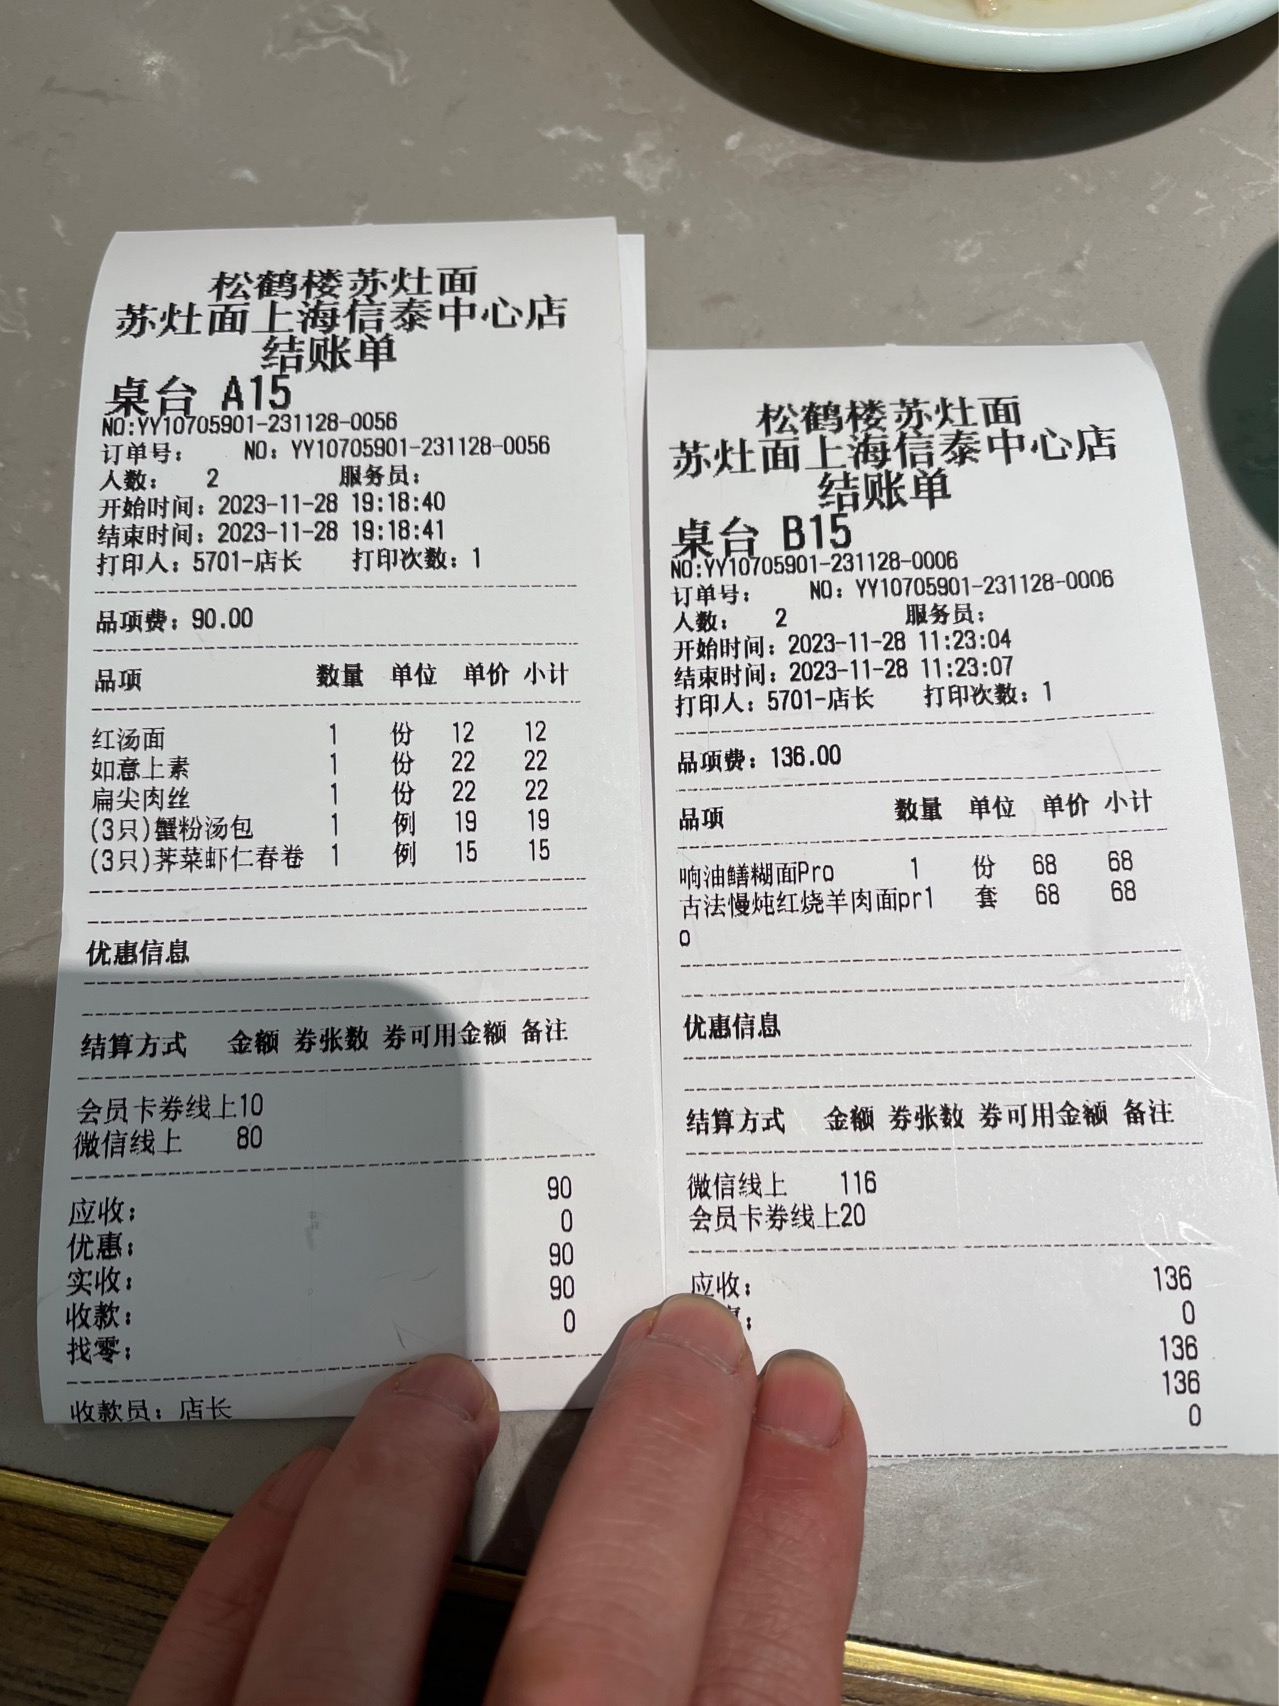 松鹤楼苏灶面
苏灶面上海信泰中心店
结账单
桌台 A15
NO:YY10705901-231128-0056
订单号: NO: YY10705901-231128-0056
人数: 2 服务员:
开始时间: 2023-11-28 19:18:40
结束时间: 2023-11-28 19:18:41
打印人: 5701-店长 打印次数: 1
品项费: 90.00
品项 数量 单位 单价 小计
红汤面 1 份 12 12
如意上素 1 份 22 22
扁尖肉丝 1 份 22 22
(3只)蟹粉汤包 1 例 19 19
(3只)荠菜虾仁春卷 1 例 15 15
优惠信息
结算方式 金额 券张数 券可用金额 备注
会员卡券线上10
微信线上 80
应收: 90
优惠: 0
实收: 90
收款: 90
找零: 0
收款员: 店长
松鹤楼苏灶面
苏灶面上海信泰中心店
结账单
桌台 B15
NO:YY10705901-231128-0006
订单号: NO: YY10705901-231128-0006
人数: 2 服务员:
开始时间: 2023-11-28 11:23:04
结束时间: 2023-11-28 11:23:07
打印人: 5701-店长 打印次数: 1
品项费: 136.00
品项 数量 单位 单价 小计
响油鳝糊面Pro 1 份 68 68
古法慢炖红烧羊肉面pr1 套 68 68
o
优惠信息
结算方式 金额 券张数 券可用金额 备注
微信线上 116
会员卡券线上20
应收: 136
0
136
136
0